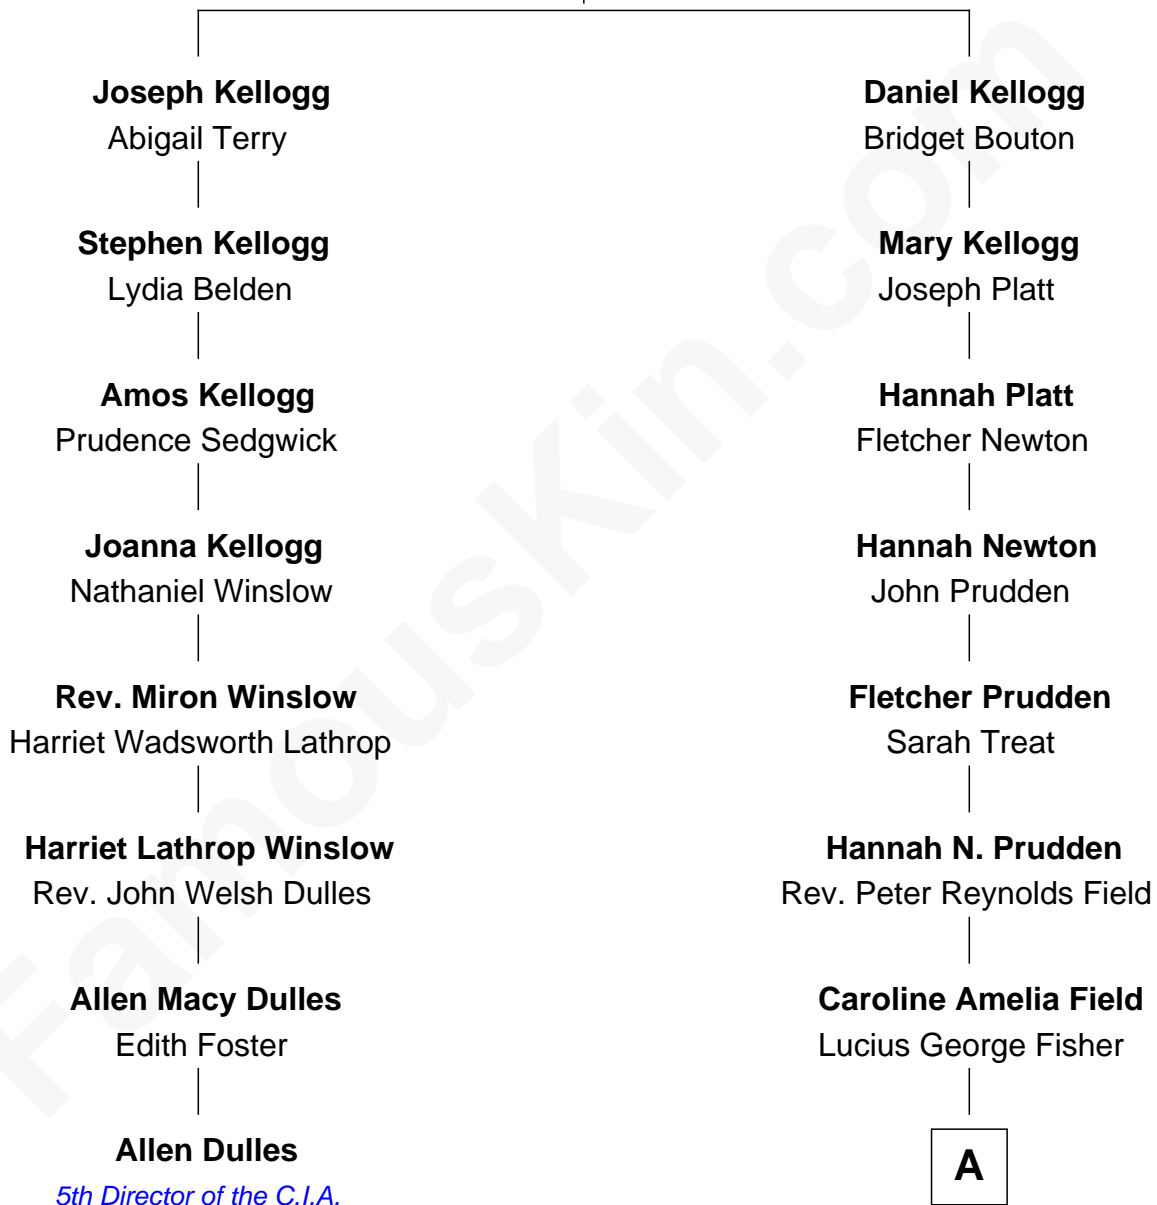 Joseph Kellogg
Abigail Terry
Stephen Kellogg
Lydia Belden
Amos Kellogg
Prudence Sedgwick
Joanna Kellogg
Nathaniel Winslow
Rev. Miron Winslow
Harriet Wadsworth Lathrop
Harriet Lathrop Winslow
Rev. John Welsh Dulles
Allen Macy Dulles
Edith Foster
Allen Dulles
5th Director of the C.I.A.
Daniel Kellogg
Bridget Bouton
Mary Kellogg
Joseph Platt
Hannah Platt
Fletcher Newton
Hannah Newton
John Prudden
Fletcher Prudden
Sarah Treat
Hannah N. Prudden
Rev. Peter Reynolds Field
Caroline Amelia Field
Lucius George Fisher
A
FamousKin.com